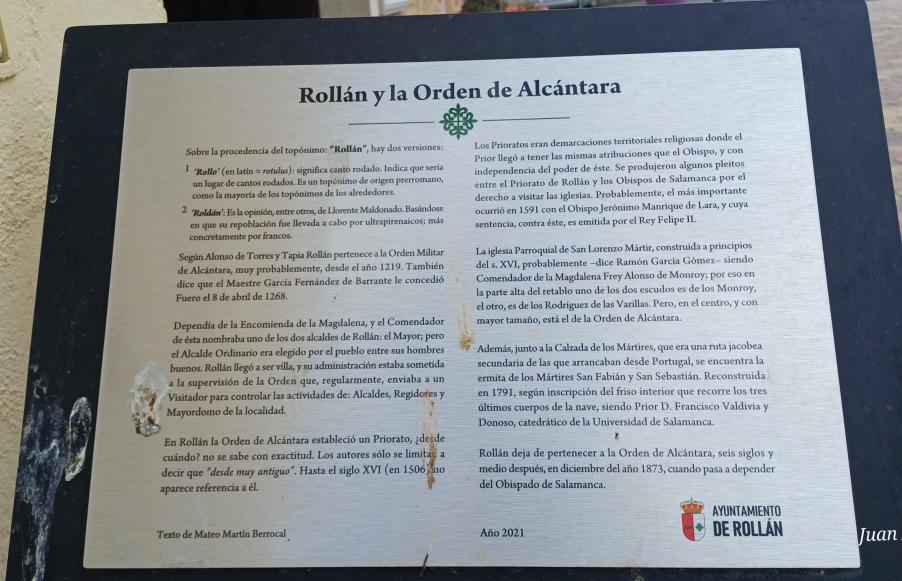 Rollán y la Orden de Alcántara
Sobre la procedencia del topónimo: "Rollán", hay dos versiones:
1 'Rollo' (en latín = rotulus): significa canto rodado. Indica que sería
un lugar de cantos rodados. Es un topónimo de origen prerromano,
como la mayoría de los topónimos de los alrededores.
2 'Roldán': Es la opinión, entre otros, de Llorente Maldonado. Basándose
en que su repoblación fue llevada a cabo por ultrapirenaicos; más
concretamente por francos.
Según Alonso de Torres y Tapia Rollán pertenece a la Orden Militar
de Alcántara, muy probablemente, desde el año 1219. También
dice que el Maestre García Fernández de Barrante le concedió
Fuero el 8 de abril de 1268.
Dependía de la Encomienda de la Magdalena, y el Comendador
de ésta nombraba uno de los dos alcaldes de Rollán: el Mayor; pero
el Alcalde Ordinario era elegido por el pueblo entre sus hombres
buenos. Rollán llegó a ser villa, y su administración estaba sometida
a la supervisión de la Orden que, regularmente, enviaba a un
Visitador para controlar las actividades de: Alcaldes, Regidores y
Mayordomo de la localidad.
En Rollán la Orden de Alcántara estableció un Priorato, ¿desde
cuándo? no se sabe con exactitud. Los autores sólo se limitan a
decir que "desde muy antiguo". Hasta el siglo XVI (en 1506) no
aparece referencia a él.
Texto de Mateo Martín Berrocal
Los Prioratos eran demarcaciones territoriales religiosas donde el
Prior llegó a tener las mismas atribuciones que el Obispo, y con
independencia del poder de éste. Se produjeron algunos pleitos
entre el Priorato de Rollán y los Obispos de Salamanca por el
derecho a visitar las iglesias. Probablemente, el más importante
ocurrió en 1591 con el Obispo Jerónimo Manrique de Lara, y cuya
sentencia, contra éste, es emitida por el Rey Felipe II.
La iglesia Parroquial de San Lorenzo Mártir, construida a principios
del s. XVI, probablemente –dice Ramón García Gómez– siendo
Comendador de la Magdalena Frey Alonso de Monroy; por eso en
la parte alta del retablo uno de los dos escudos es de los Monroy,
el otro, es de los Rodríguez de las Varillas. Pero, en el centro, y con
mayor tamaño, está el de la Orden de Alcántara.
Además, junto a la Calzada de los Mártires, que era una ruta jacobea
secundaria de las que arrancaban desde Portugal, se encuentra la
ermita de los Mártires San Fabián y San Sebastián. Reconstruida
en 1791, según inscripción del friso interior que recorre los tres
últimos cuerpos de la nave, siendo Prior D. Francisco Valdivia y
Donoso, catedrático de la Universidad de Salamanca.
Rollán deja de pertenecer a la Orden de Alcántara, seis siglos y
medio después, en diciembre del año 1873, cuando pasa a depender
del Obispado de Salamanca.
Año 2021
AYUNTAMIENTO
DE ROLLÁN
Juan